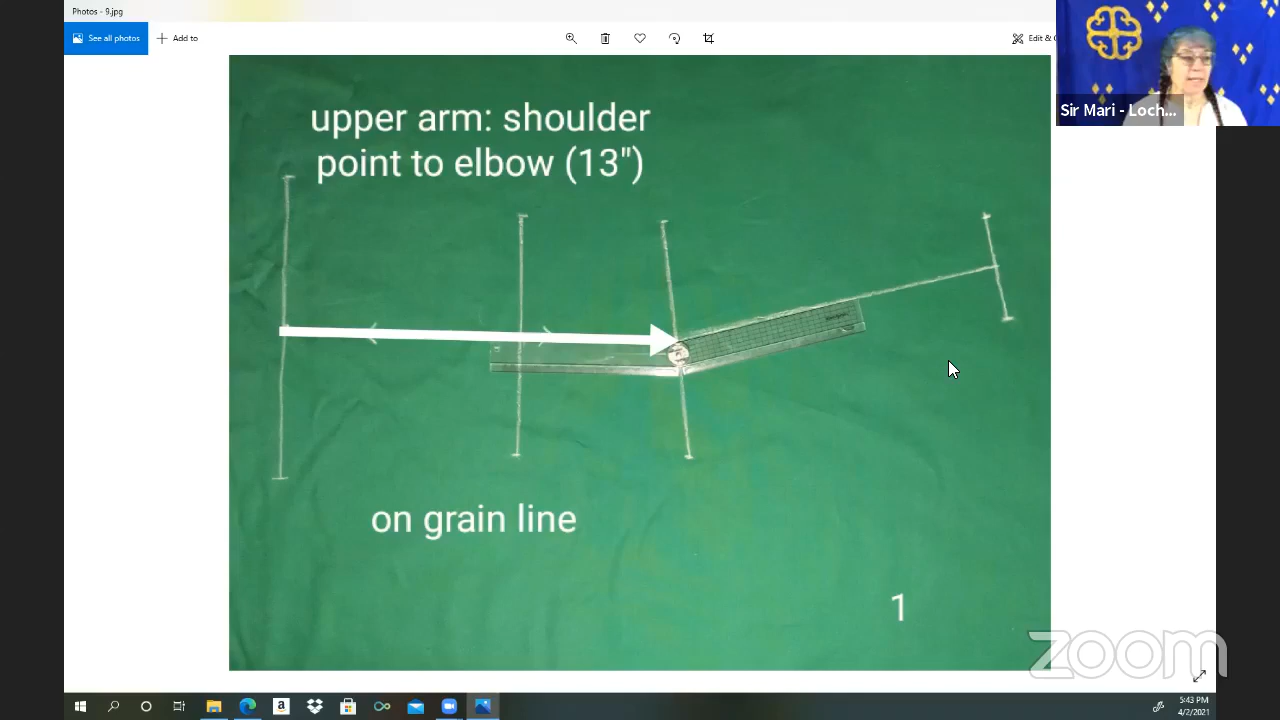 Photos - 9.jpg
See all photos
Add to
Edit &
Sir Mari - Loch...
upper arm: shoulder
point to elbow (13")
on grain line
1
zoom
5:43 PM
4/2/2021